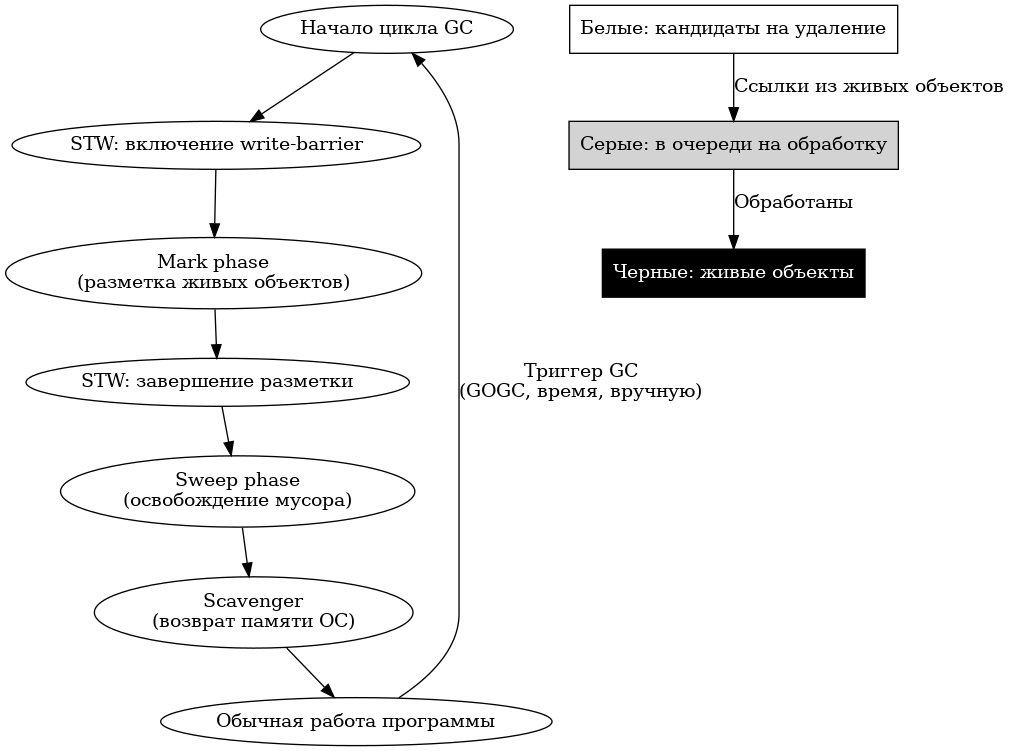 Начало цикла GC
STW: включение write-barrier
Mark phase
(разметка живых объектов)
STW: завершение разметки
Sweep phase
(освобождение мусора)
Scavenger
(возврат памяти ОС)
Обычная работа программы
Триггер GC
(GOGC, время, вручную)
Белые: кандидаты на удаление
Ссылки из живых объектов
Серые: в очереди на обработку
Обработаны
Черные: живые объекты